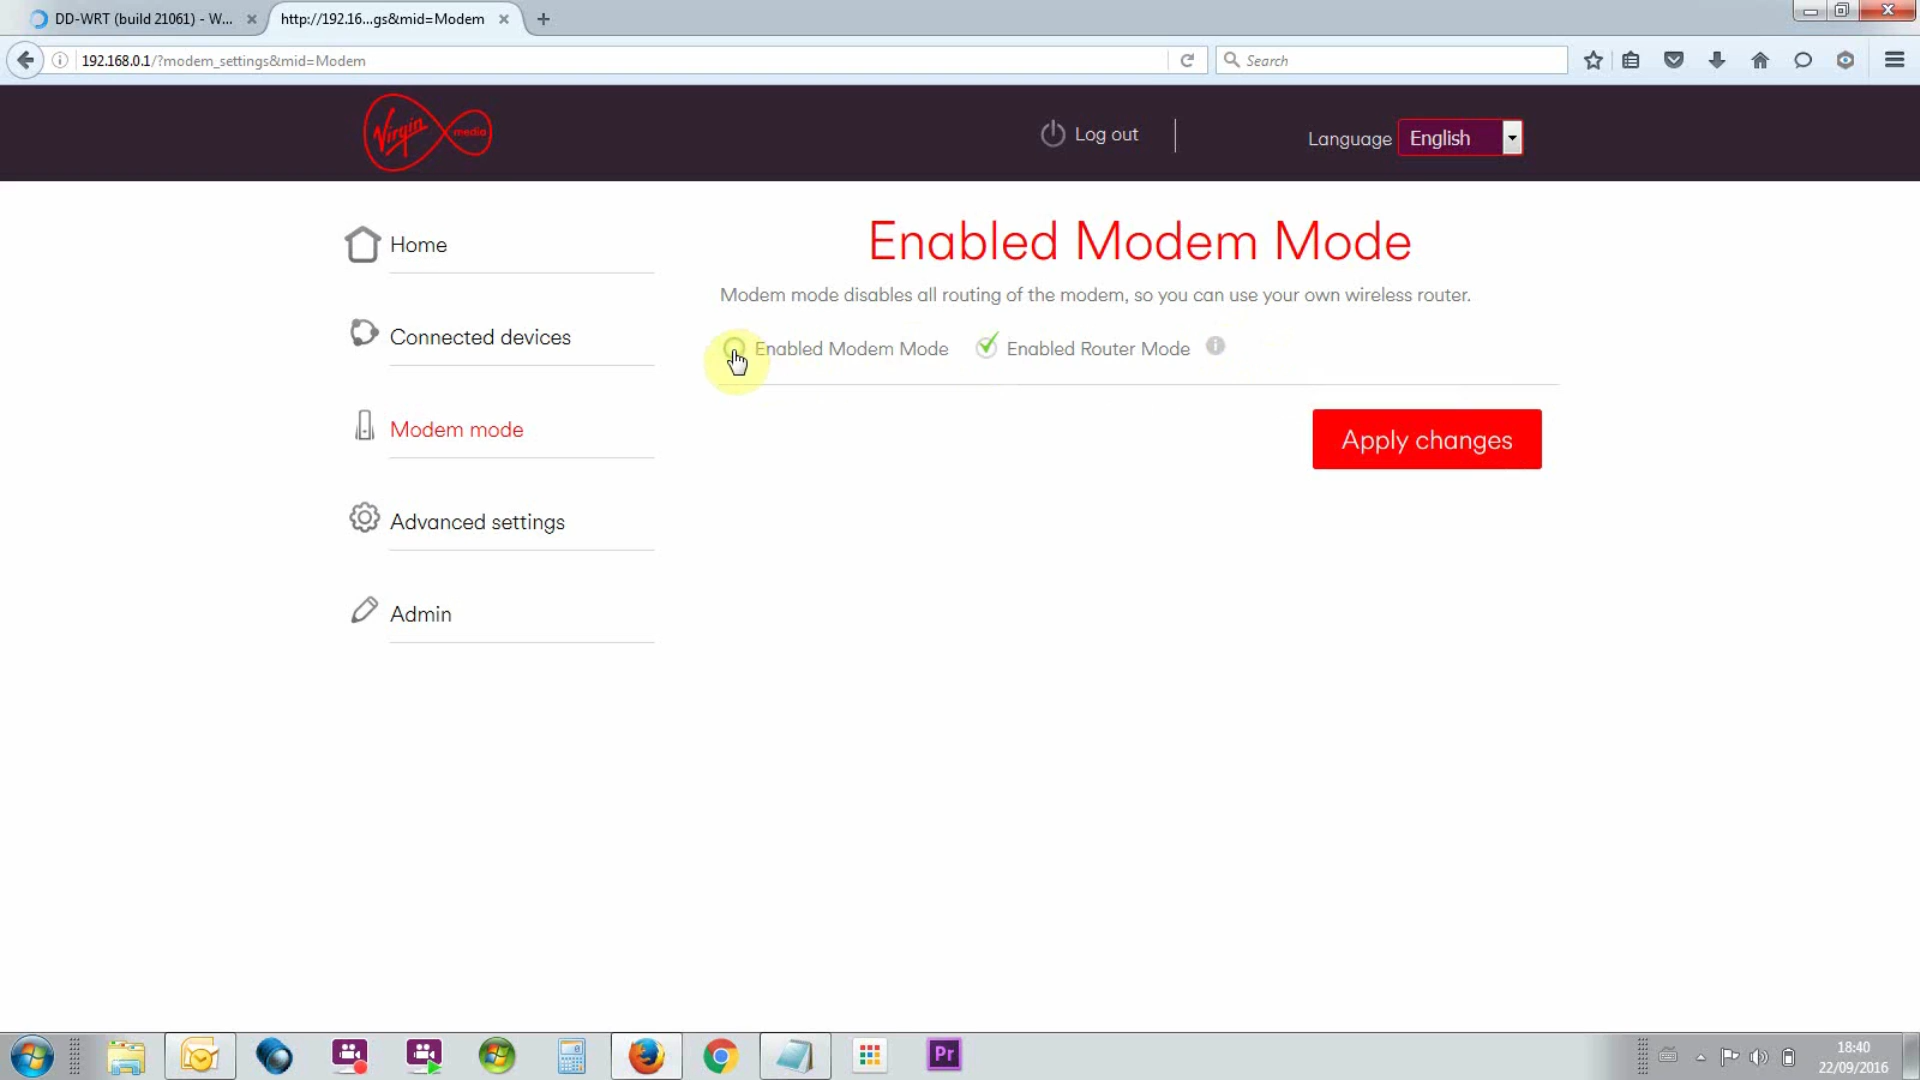 DD-WRT (build 21061) - W...
http://192.16...gs&mid=Modem
192.168.0.1/?modem_settings&mid=Modem
Search
Virgin media
Log out
Language English
Enabled Modem Mode
Modem mode disables all routing of the modem, so you can use your own wireless router.
Enabled Modem Mode Enabled Router Mode
Apply changes
Home
Connected devices
Modem mode
Advanced settings
Admin
Pr
18:40
22/09/2016